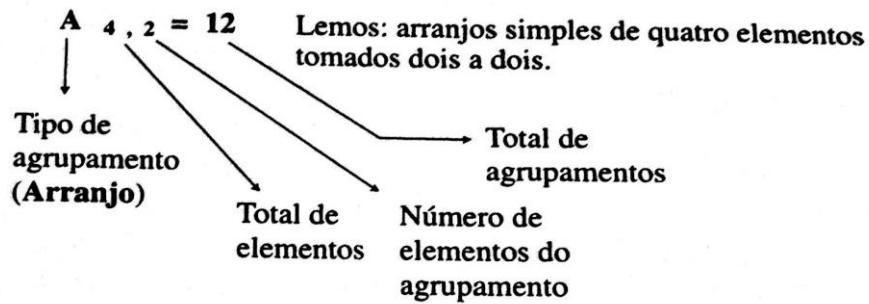 A 4 , 2 = 12
Lemos: arranjos simples de quatro elementos
tomados dois a dois.
Tipo de
agrupamento
(Arranjo)
Total de
elementos
Número de
elementos do
agrupamento
Total de
agrupamentos